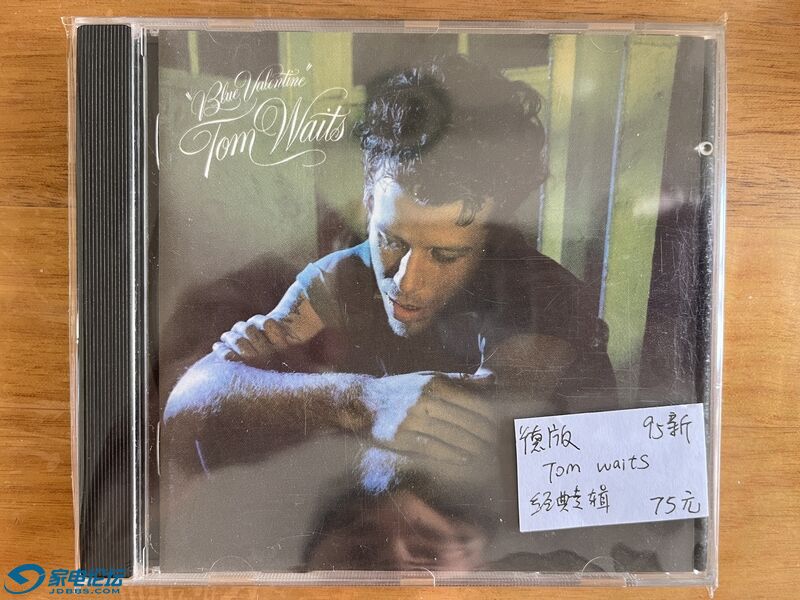 "Blue Valentine"
Tom Waits
德版 95新
Tom waits
经典专辑 75元
家电论坛
JDBBS.COM